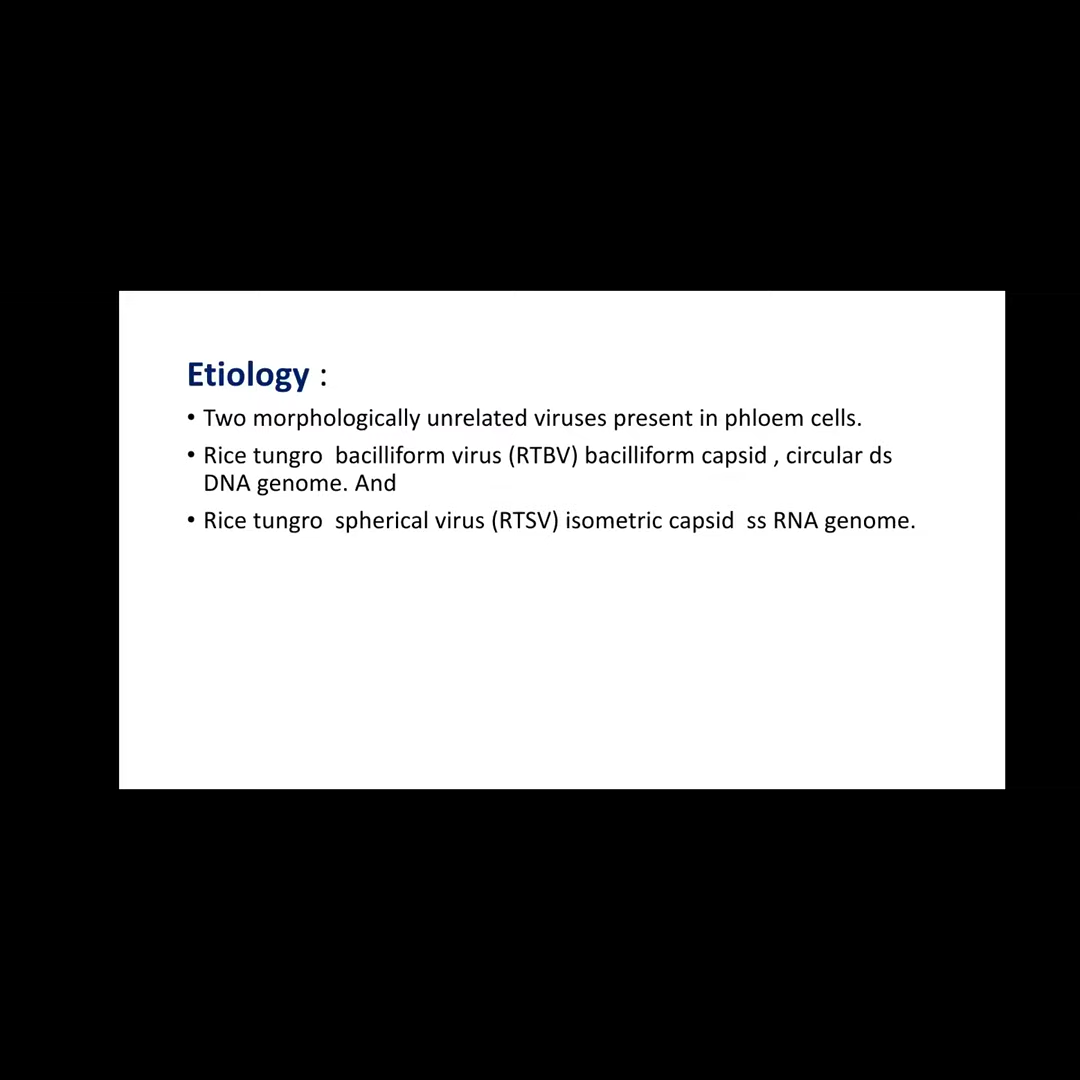 Etiology :
• Two morphologically unrelated viruses present in phloem cells.
• Rice tungro  bacilliform virus (RTBV) bacilliform capsid , circular ds
DNA genome. And
• Rice tungro  spherical virus (RTSV) isometric capsid  ss RNA genome.